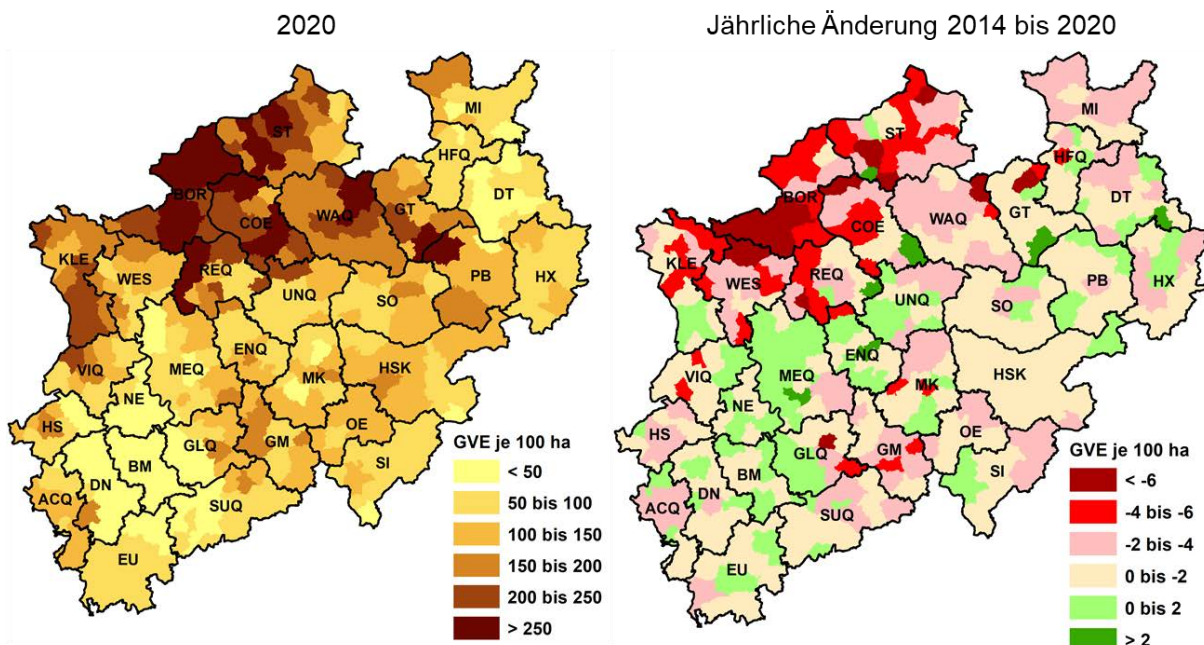 2020
MI
ST
HFQ
DT
BOR
COE
WAQ
GT
KLE
WES
REQ
PB
HX
UNQ
SO
ENQ
VIQ
MEQ
MK
HSK
NE
HS
GLQ
GM
OE
BM
SI
DN
ACQ
SUQ
EU
GVE je 100 ha
< 50
50 bis 100
100 bis 150
150 bis 200
200 bis 250
> 250
Jährliche Änderung 2014 bis 2020
MI
ST
HFQ
DT
BOR
COE
WAQ
GT
KLE
WES
REQ
PB
HX
UNQ
SO
ENQ
VIQ
MEQ
MK
HSK
NE
HS
GLQ
GM
OE
BM
SI
DN
ACQ
SUQ
EU
GVE je 100 ha
< -6
-4 bis -6
-2 bis -4
0 bis -2
0 bis 2
> 2